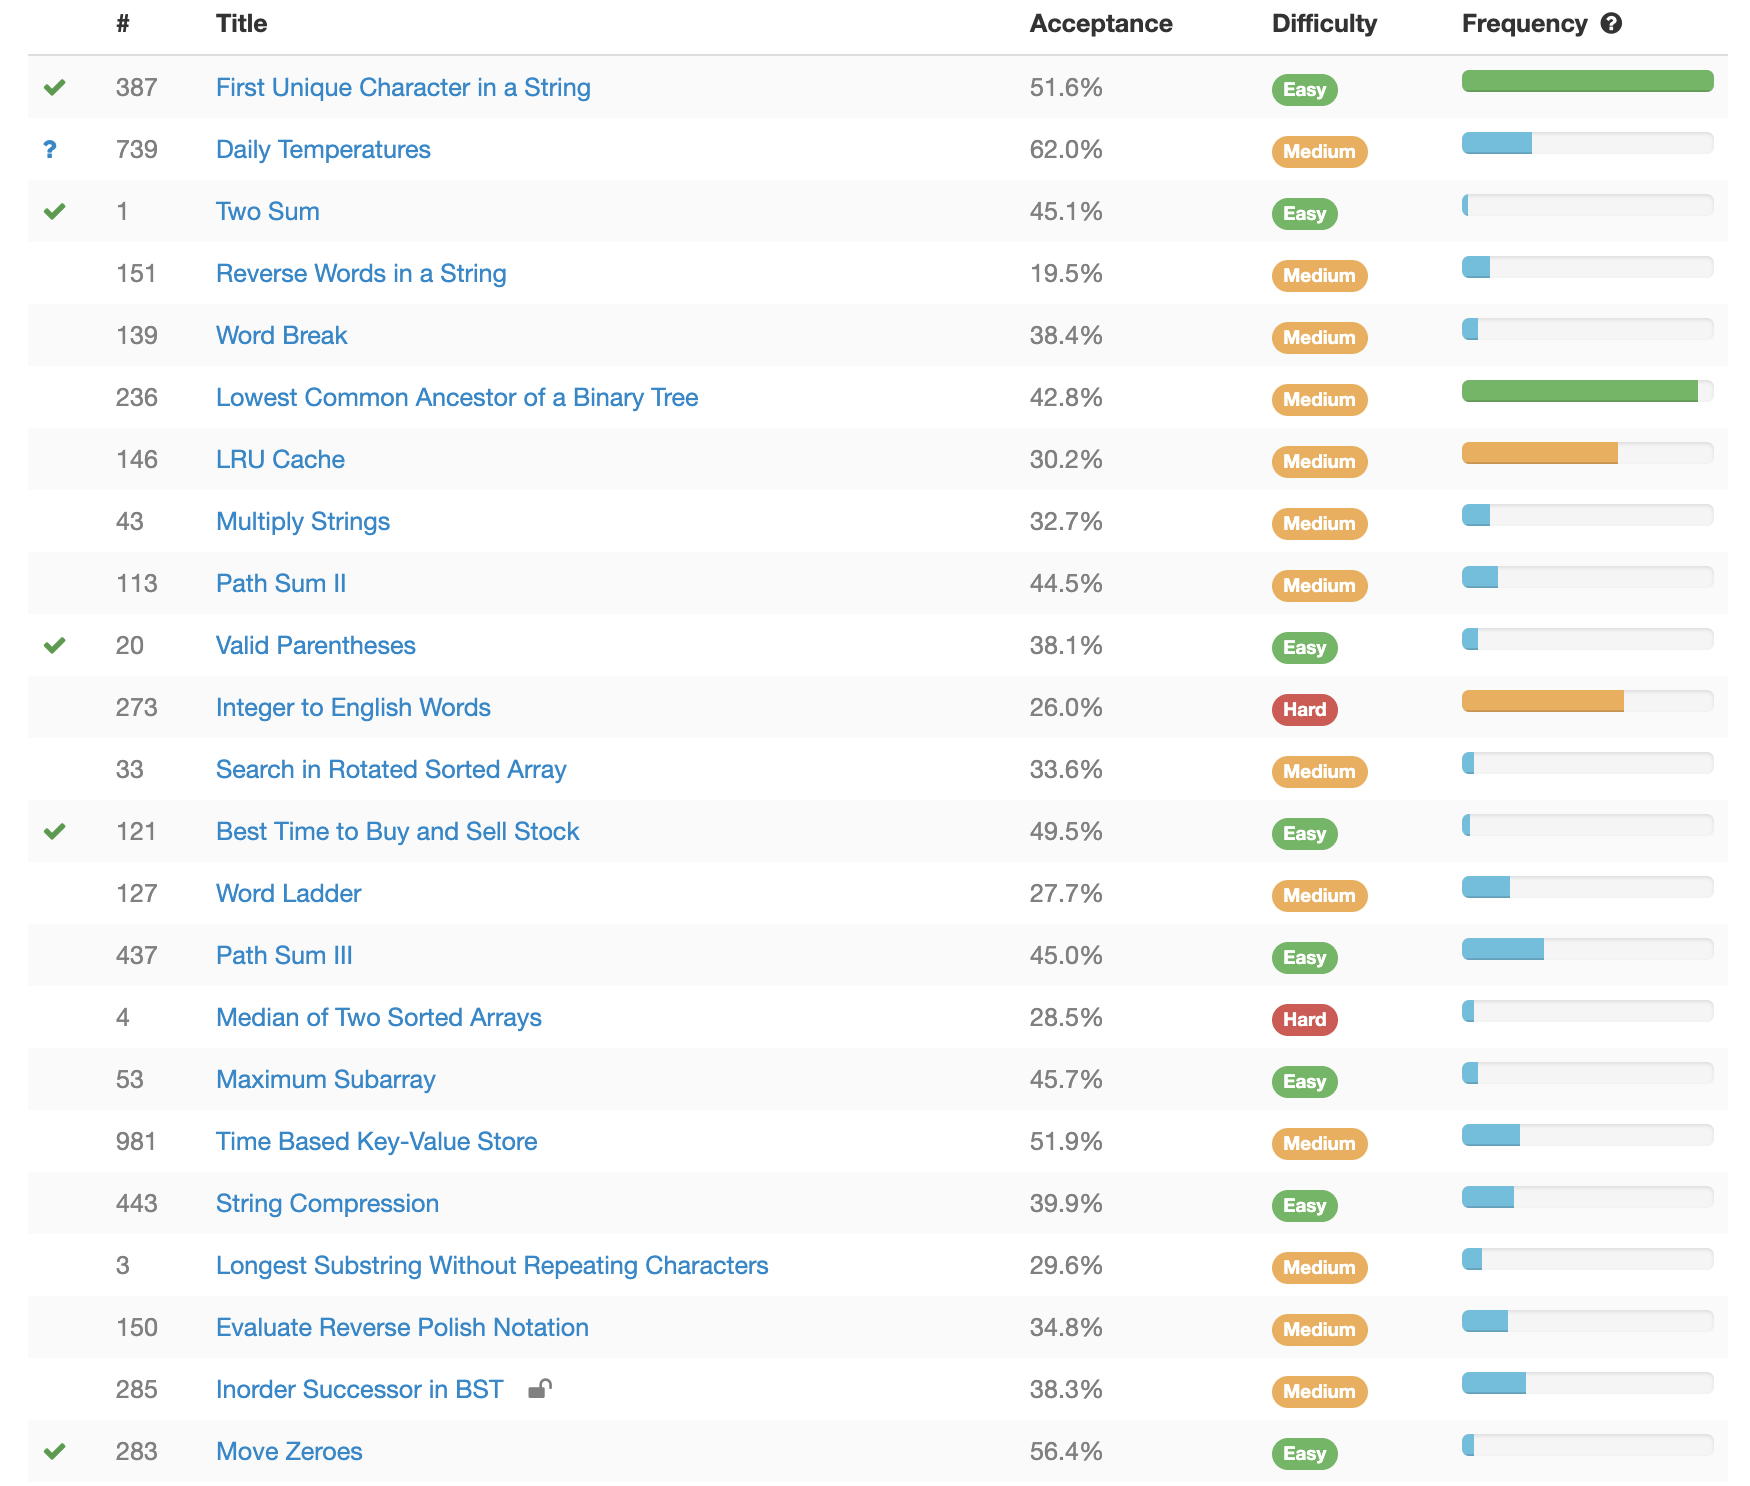 # Title Acceptance Difficulty Frequency ?
387 First Unique Character in a String 51.6% Easy
? 739 Daily Temperatures 62.0% Medium
1 Two Sum 45.1% Easy
151 Reverse Words in a String 19.5% Medium
139 Word Break 38.4% Medium
236 Lowest Common Ancestor of a Binary Tree 42.8% Medium
146 LRU Cache 30.2% Medium
43 Multiply Strings 32.7% Medium
113 Path Sum II 44.5% Medium
20 Valid Parentheses 38.1% Easy
273 Integer to English Words 26.0% Hard
33 Search in Rotated Sorted Array 33.6% Medium
121 Best Time to Buy and Sell Stock 49.5% Easy
127 Word Ladder 27.7% Medium
437 Path Sum III 45.0% Easy
4 Median of Two Sorted Arrays 28.5% Hard
53 Maximum Subarray 45.7% Easy
981 Time Based Key-Value Store 51.9% Medium
443 String Compression 39.9% Easy
3 Longest Substring Without Repeating Characters 29.6% Medium
150 Evaluate Reverse Polish Notation 34.8% Medium
285 Inorder Successor in BST 38.3% Medium
283 Move Zeroes 56.4% Easy